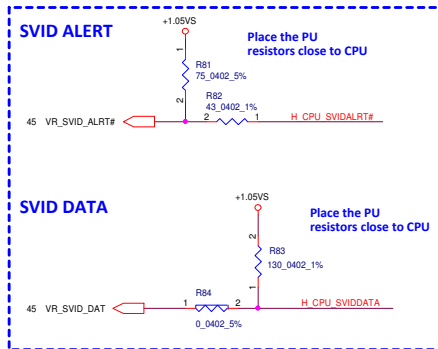 SVID ALERT
+1.05VS
Place the PU
resistors close to CPU
1
R81
75_0402_5%
2
R82
43_0402_1%
45 VR_SVID_ALRT#
2
1
H_CPU_SVIDALRT#
SVID DATA
+1.05VS
Place the PU
resistors close to CPU
2
R83
130_0402_1%
1
R84
45 VR_SVID_DAT
1
2
H_CPU_SVIDDATA
0_0402_5%